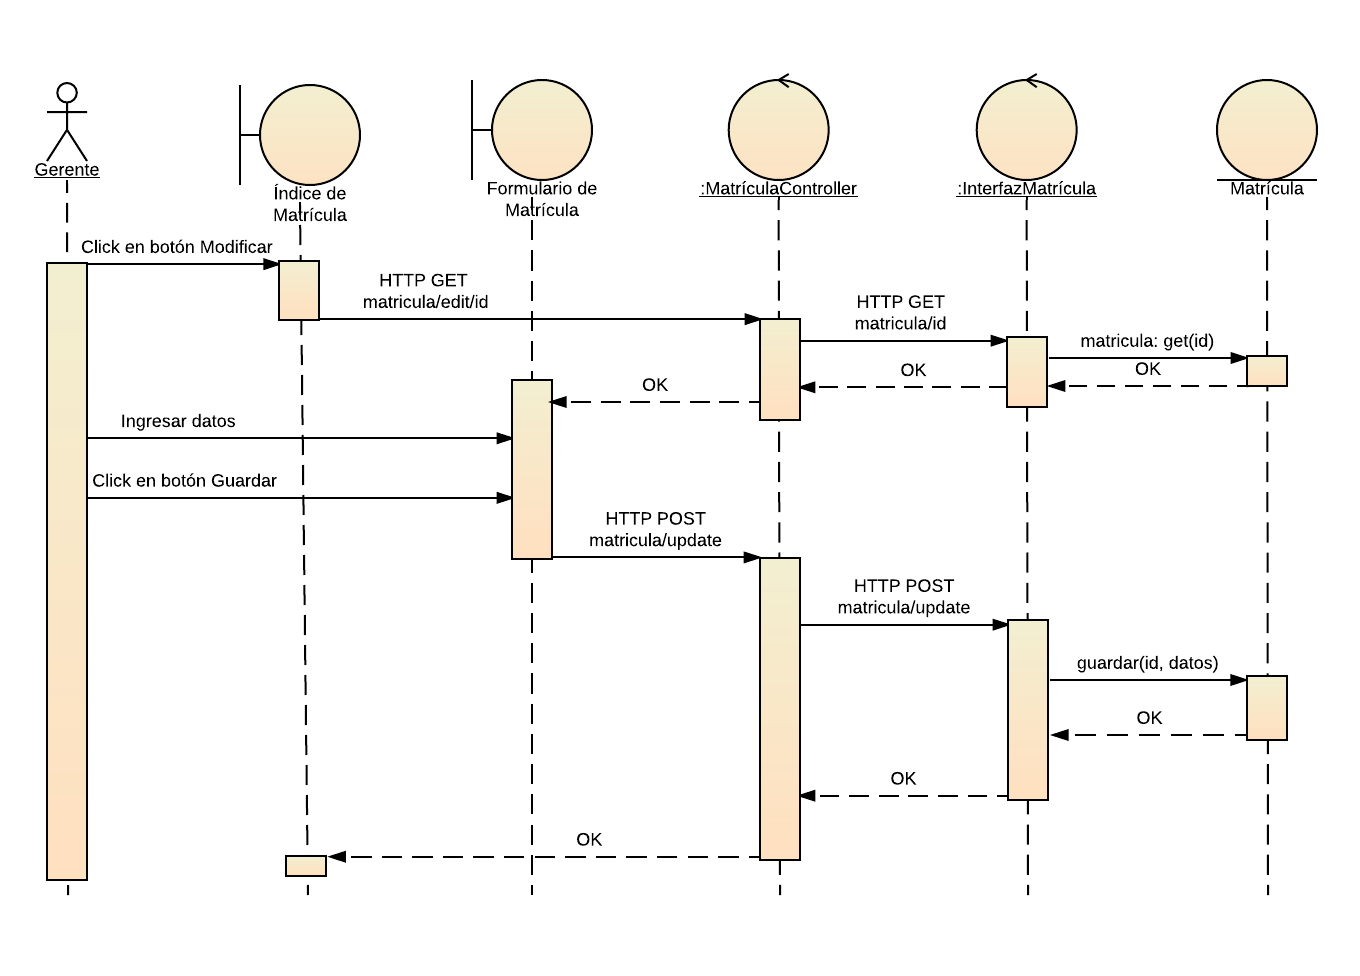 Gerente
Índice de
Matrícula
Formulario de
Matrícula
:MatrículaController
:InterfazMatrícula
Matrícula
Click en botón Modificar
HTTP GET
matricula/edit/id
HTTP GET
matricula/id
matricula: get(id)
OK
OK
OK
Ingresar datos
Click en botón Guardar
HTTP POST
matricula/update
HTTP POST
matricula/update
guardar(id, datos)
OK
OK
OK